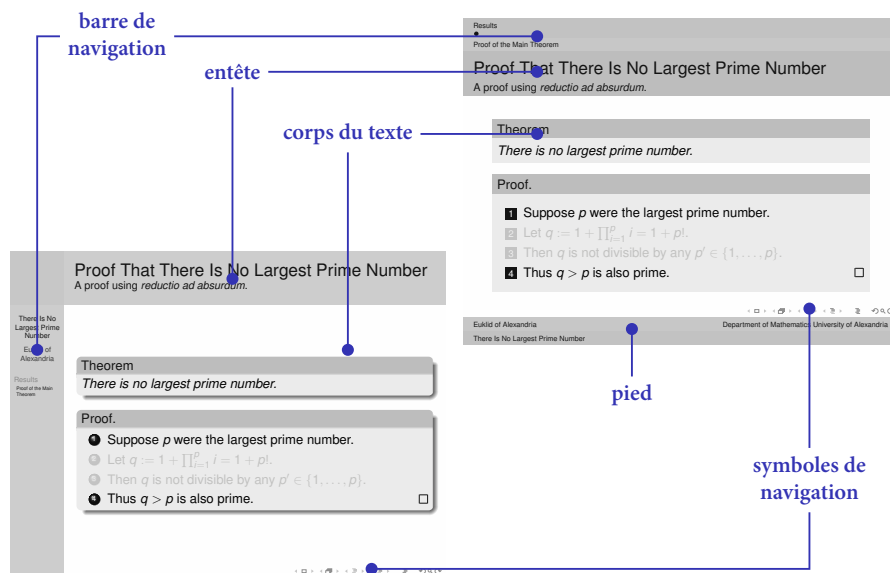 barre de
navigation
entête
corps du texte
Results
Proof of the Main Theorem
Proof That There Is No Largest Prime Number
A proof using reductio ad absurdum.
Theorem
There is no largest prime number.
Proof.
1 Suppose p were the largest prime number.
2 Let q := 1 + ∏_{i=1}^{p} i = 1 + p!.
3 Then q is not divisible by any p′ ∈ {1, . . . , p}.
4 Thus q > p is also prime. □
Euklid of Alexandria Department of Mathematics University of Alexandria
There Is No Largest Prime Number
pied
symboles de
navigation
Proof That There Is No Largest Prime Number
A proof using reductio ad absurdum.
There Is No
Largest Prime
Number
Euklid of
Alexandria
Results
Proof of the Main
Theorem
Theorem
There is no largest prime number.
Proof.
1 Suppose p were the largest prime number.
2 Let q := 1 + ∏_{i=1}^{p} i = 1 + p!.
3 Then q is not divisible by any p′ ∈ {1, . . . , p}.
4 Thus q > p is also prime. □